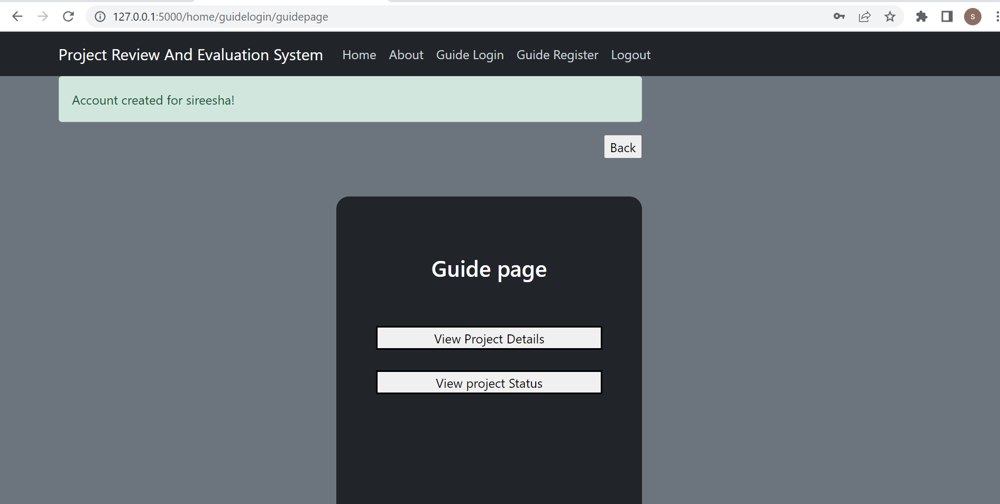 127.0.0.1:5000/home/guidelogin/guidepage
S
Project Review And Evaluation System Home About Guide Login Guide Register Logout
Account created for sireesha!
Back
Guide page
View Project Details
View project Status